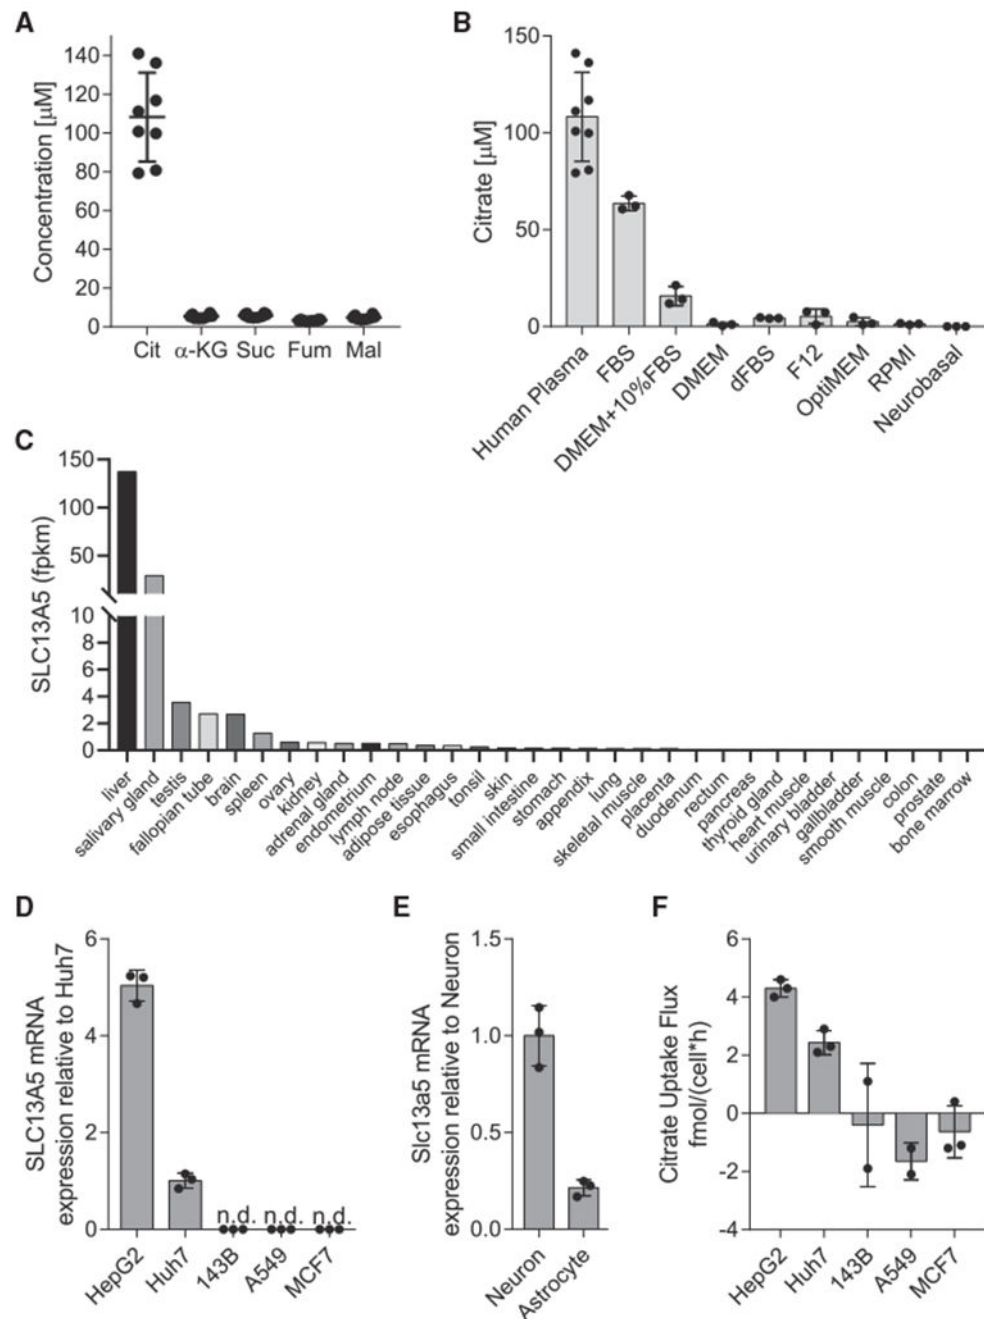 A
Concentration [µM]
140
120
100
80
60
40
20
0
Cit α-KG Suc Fum Mal
B
Citrate [µM]
150
100
50
0
Human Plasma
FBS
DMEM+10%FBS
DMEM
dFBS
F12
OptiMEM
RPMI
Neurobasal
C
SLC13A5 (fpkm)
150
100
50
10
8
6
4
2
0
liver
salivary gland
testis
fallopian tube
brain
spleen
ovary
kidney
adrenal gland
endometrium
lymph node
adipose tissue
esophagus
tonsil
skin
small intestine
stomach
appendix
lung
skeletal muscle
placenta
duodenum
rectum
pancreas
thyroid gland
heart muscle
urinary bladder
gallbladder
smooth muscle
colon
prostate
bone marrow
D
SLC13A5 mRNA
expression relative to Huh7
6
4
2
0
n.d. n.d. n.d.
HepG2
Huh7
143B
A549
MCF7
E
Slc13a5 mRNA
expression relative to Neuron
1.5
1.0
0.5
0.0
Neuron
Astrocyte
F
Citrate Uptake Flux
fmol/(cell*h)
6
4
2
0
-2
-4
HepG2
Huh7
143B
A549
MCF7